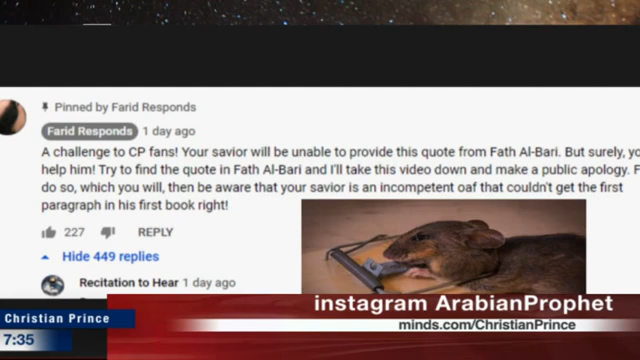 Pinned by Farid Responds
Farid Responds 1 day ago
A challenge to CP fans! Your savior will be unable to provide this quote from Fath Al-Bari. But surely,
help him! Try to find the quote in Fath Al-Bari and I'll take this video down and make a public apology.
do so, which you will, then be aware that your savior is an incompetent oaf that couldn't get the first
paragraph in his first book right!
227 REPLY
Hide 449 replies
Recitation to Hear 1 day ago
instagram ArabianProphet
Christian Prince
minds.com/ChristianPrince
7:35